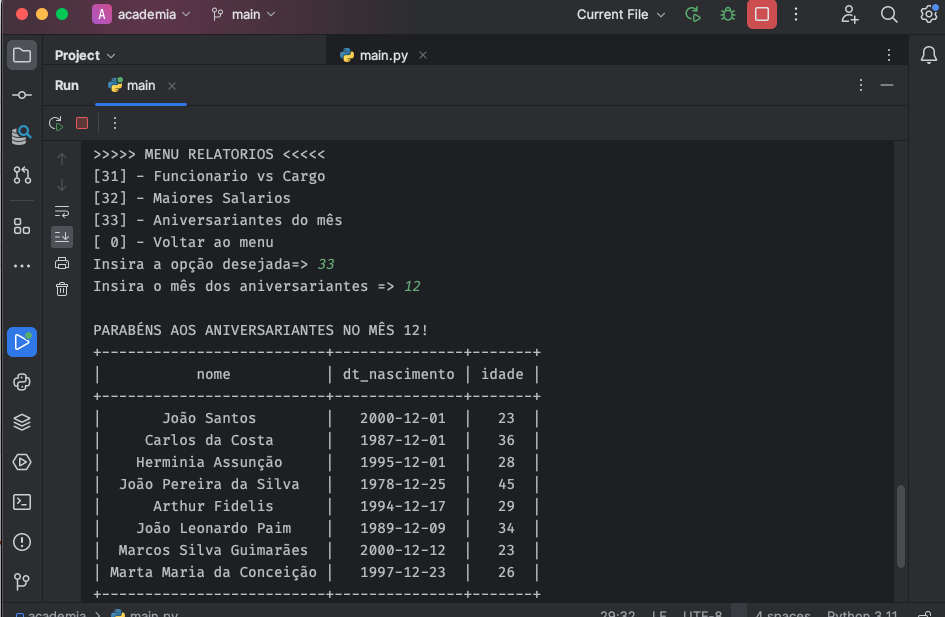 A academia main Current File
Project main.py
Run main
>>>>> MENU RELATORIOS <<<<<
[31] - Funcionario vs Cargo
[32] - Maiores Salarios
[33] - Aniversariantes do mês
[ 0] - Voltar ao menu
Insira a opção desejada=> 33
Insira o mês dos aniversariantes => 12
PARABÉNS AOS ANIVERSARIANTES NO MÊS 12!
+--------------------------+---------------+-------+
| nome | dt_nascimento | idade |
+--------------------------+---------------+-------+
| João Santos | 2000-12-01 | 23 |
| Carlos da Costa | 1987-12-01 | 36 |
| Herminia Assunção | 1995-12-01 | 28 |
| João Pereira da Silva | 1978-12-25 | 45 |
| Arthur Fidelis | 1994-12-17 | 29 |
| João Leonardo Paim | 1989-12-09 | 34 |
| Marcos Silva Guimarães | 2000-12-12 | 23 |
| Marta Maria da Conceição | 1997-12-23 | 26 |
+--------------------------+---------------+-------+
academia > main.py 29:32 LF UTF-8 4 spaces Python 3.11